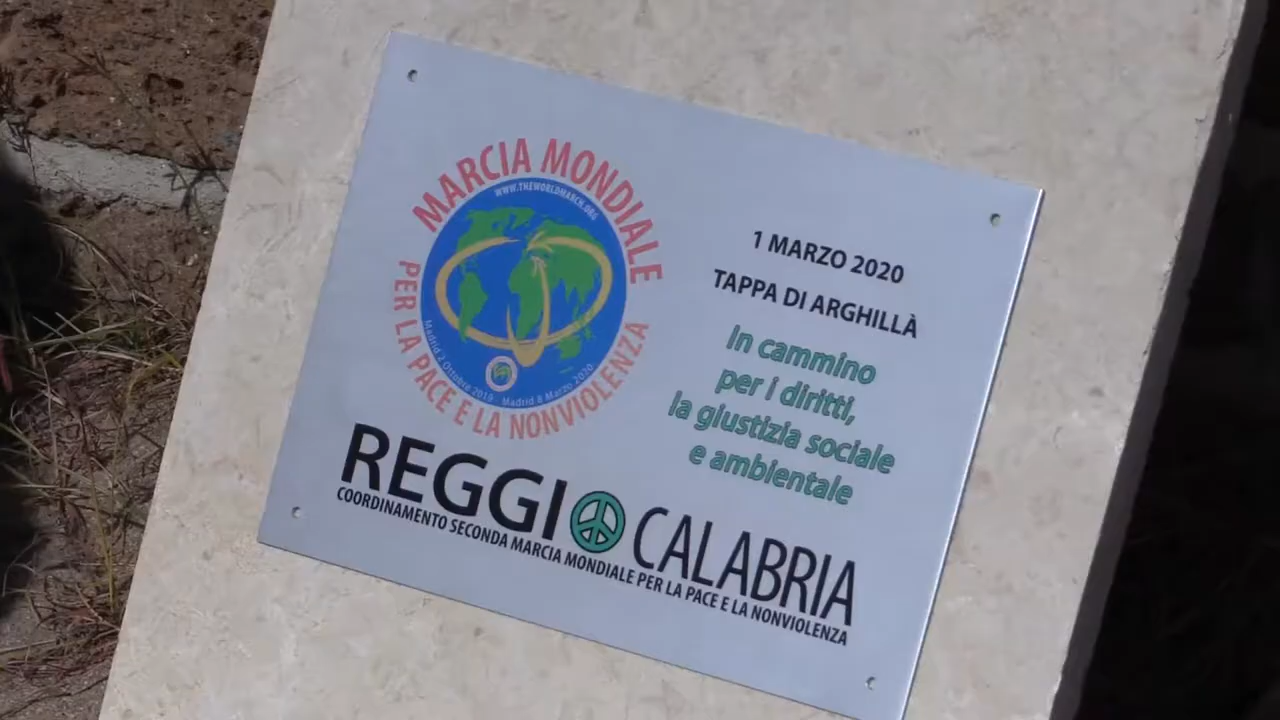 MARCIA MONDIALE
WWW.THEWORLDMARCH.ORG
Madrid 2 Ottobre 2019 - Madrid 8 Marzo 2020
PER LA PACE E LA NONVIOLENZA
1 MARZO 2020
TAPPA DI ARGHILLÀ
In cammino
per i diritti,
la giustizia sociale
e ambientale
REGGIO CALABRIA
COORDINAMENTO SECONDA MARCIA MONDIALE PER LA PACE E LA NONVIOLENZA